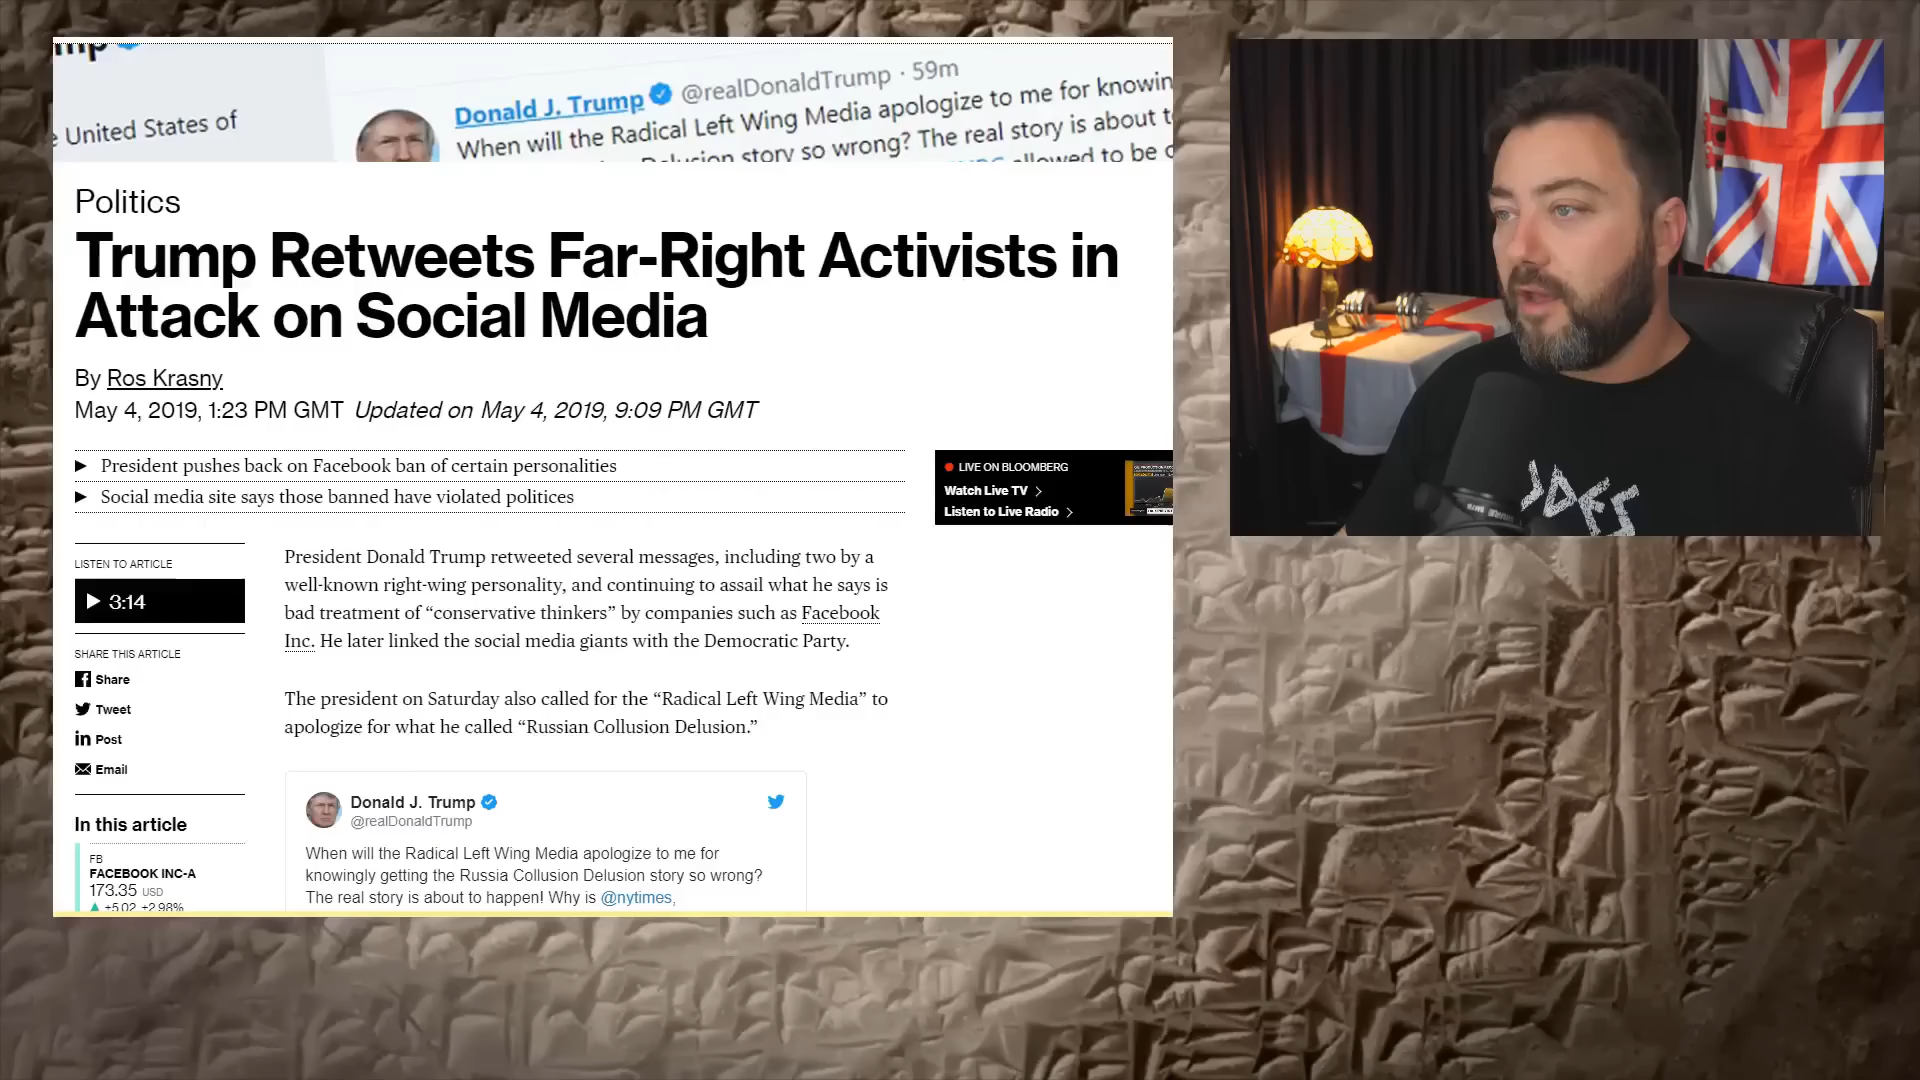 Donald J. Trump @realDonaldTrump · 59m
United States of
When will the Radical Left Wing Media apologize to me for
Delusion story so wrong? The real story is about
allowed to be
Politics
Trump Retweets Far-Right Activists in
Attack on Social Media
By Ros Krasny
May 4, 2019, 1:23 PM GMT Updated on May 4, 2019, 9:09 PM GMT
▶ President pushes back on Facebook ban of certain personalities
▶ Social media site says those banned have violated politices
LIVE ON BLOOMBERG
Watch Live TV >
Listen to Live Radio >
LISTEN TO ARTICLE
3:14
SHARE THIS ARTICLE
Share
Tweet
Post
Email
In this article
FB
FACEBOOK INC-A
173.35 USD
▲ +5.02 +2.98%
President Donald Trump retweeted several messages, including two by a
well-known right-wing personality, and continuing to assail what he says is
bad treatment of “conservative thinkers” by companies such as Facebook
Inc. He later linked the social media giants with the Democratic Party.
The president on Saturday also called for the “Radical Left Wing Media” to
apologize for what he called “Russian Collusion Delusion.”
Donald J. Trump
@realDonaldTrump
When will the Radical Left Wing Media apologize to me for
knowingly getting the Russia Collusion Delusion story so wrong?
The real story is about to happen! Why is @nytimes,